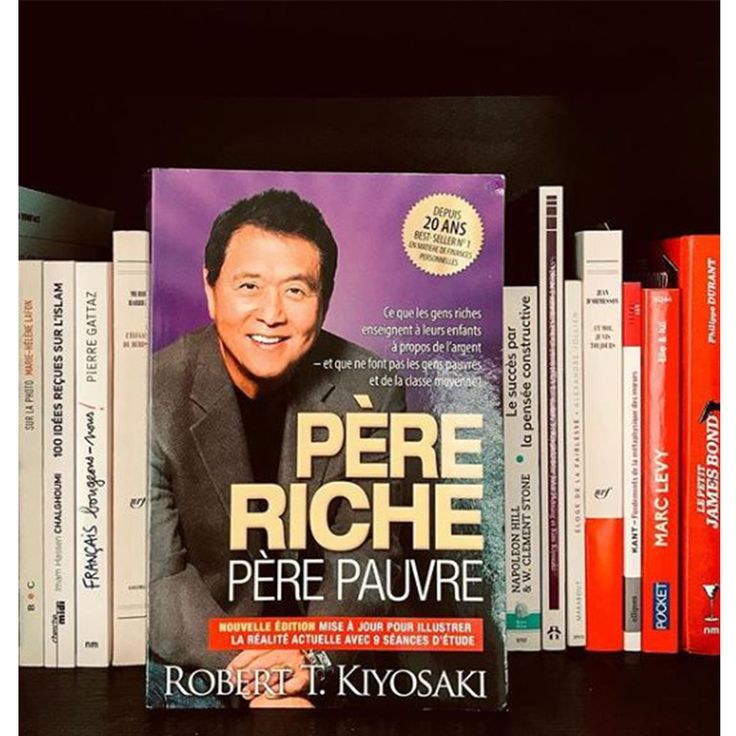 DEPUIS
20 ANS
BEST-SELLER N° 1
EN MATIÈRE DE FINANCES
PERSONNELLES
Ce que les gens riches
enseignent à leurs enfants
à propos de l'argent
– et que ne font pas les gens pauvres
et de la classe moyenne!
PÈRE
RICHE
PÈRE PAUVRE
NOUVELLE ÉDITION MISE À JOUR POUR ILLUSTRER
LA RÉALITÉ ACTUELLE AVEC 9 SÉANCES D'ÉTUDE
ROBERT T. KIYOSAKI
SUR LA PHOTO MARIE-HÉLÈNE LAFON
B C
100 IDÉES REÇUES SUR L'ISLAM
Imam Hassen CHALGHOUMI
cherche
midi
PIERRE GATTAZ
FRANÇAIS bougeons-nous!
nm
nrf
Le succès par
la pensée constructive
NAPOLEON HILL
& W. CLEMENT STONE
ÉLOGE DE LA FAIBLESSE - ALEXANDRE JOLLIEN
MARABOUT
JEAN
D'ORMESSON
ET MOI,
JE VIS
TOUJOURS
nrf
KANT – Fondements de la métaphysique des mœurs
ellipses
Elle & lui
MARC LEVY
POCKET
Philippe DURANT
LE PETIT
JAMES BOND
nm